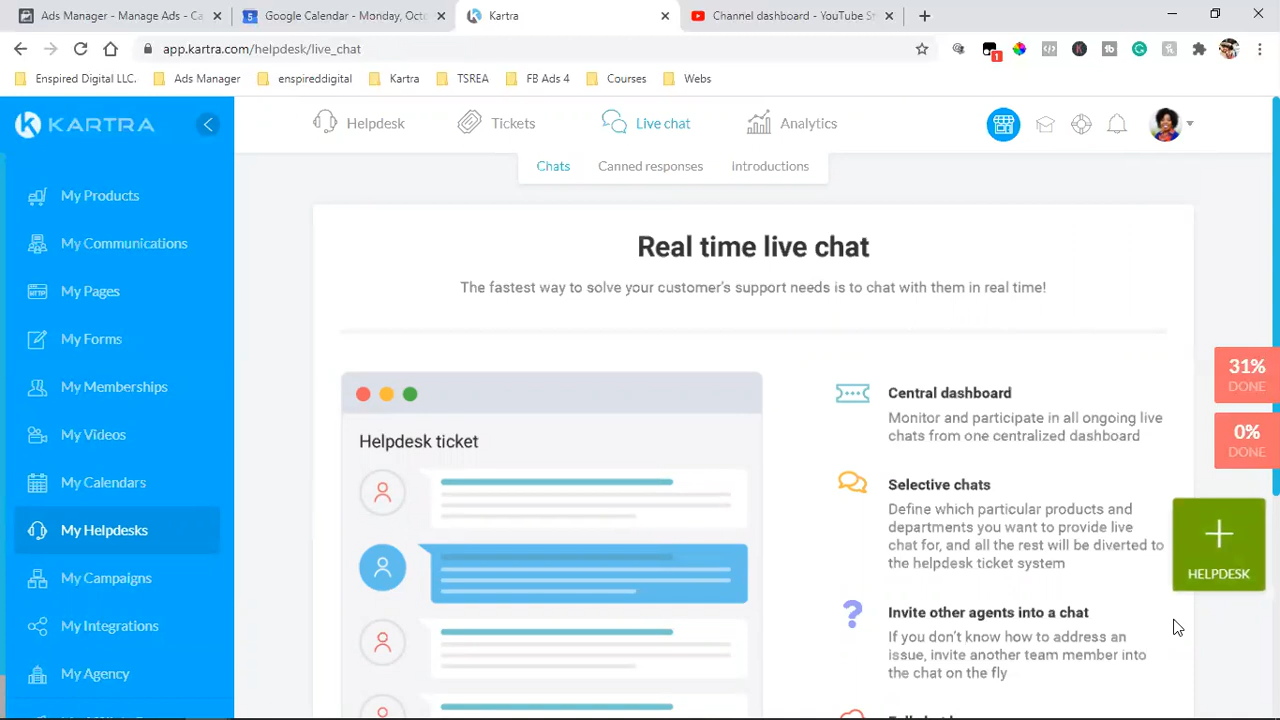 Ads Manager - Manage Ads - Ca
Google Calendar - Monday, Octo
Kartra
Channel dashboard - YouTube St
app.kartra.com/helpdesk/live_chat
1
Enspired Digital LLC.
Ads Manager
enspireddigital
Kartra
TSREA
FB Ads 4
Courses
Webs
KARTRA
Helpdesk
Tickets
Live chat
Analytics
Chats
Canned responses
Introductions
My Products
My Communications
My Pages
My Forms
My Memberships
My Videos
My Calendars
My Helpdesks
My Campaigns
My Integrations
My Agency
Real time live chat
The fastest way to solve your customer's support needs is to chat with them in real time!
Helpdesk ticket
Central dashboard
Monitor and participate in all ongoing live
chats from one centralized dashboard
Selective chats
Define which particular products and
departments you want to provide live
chat for, and all the rest will be diverted to
the helpdesk ticket system
Invite other agents into a chat
If you don't know how to address an
issue, invite another team member into
the chat on the fly
31%
DONE
0%
DONE
HELPDESK